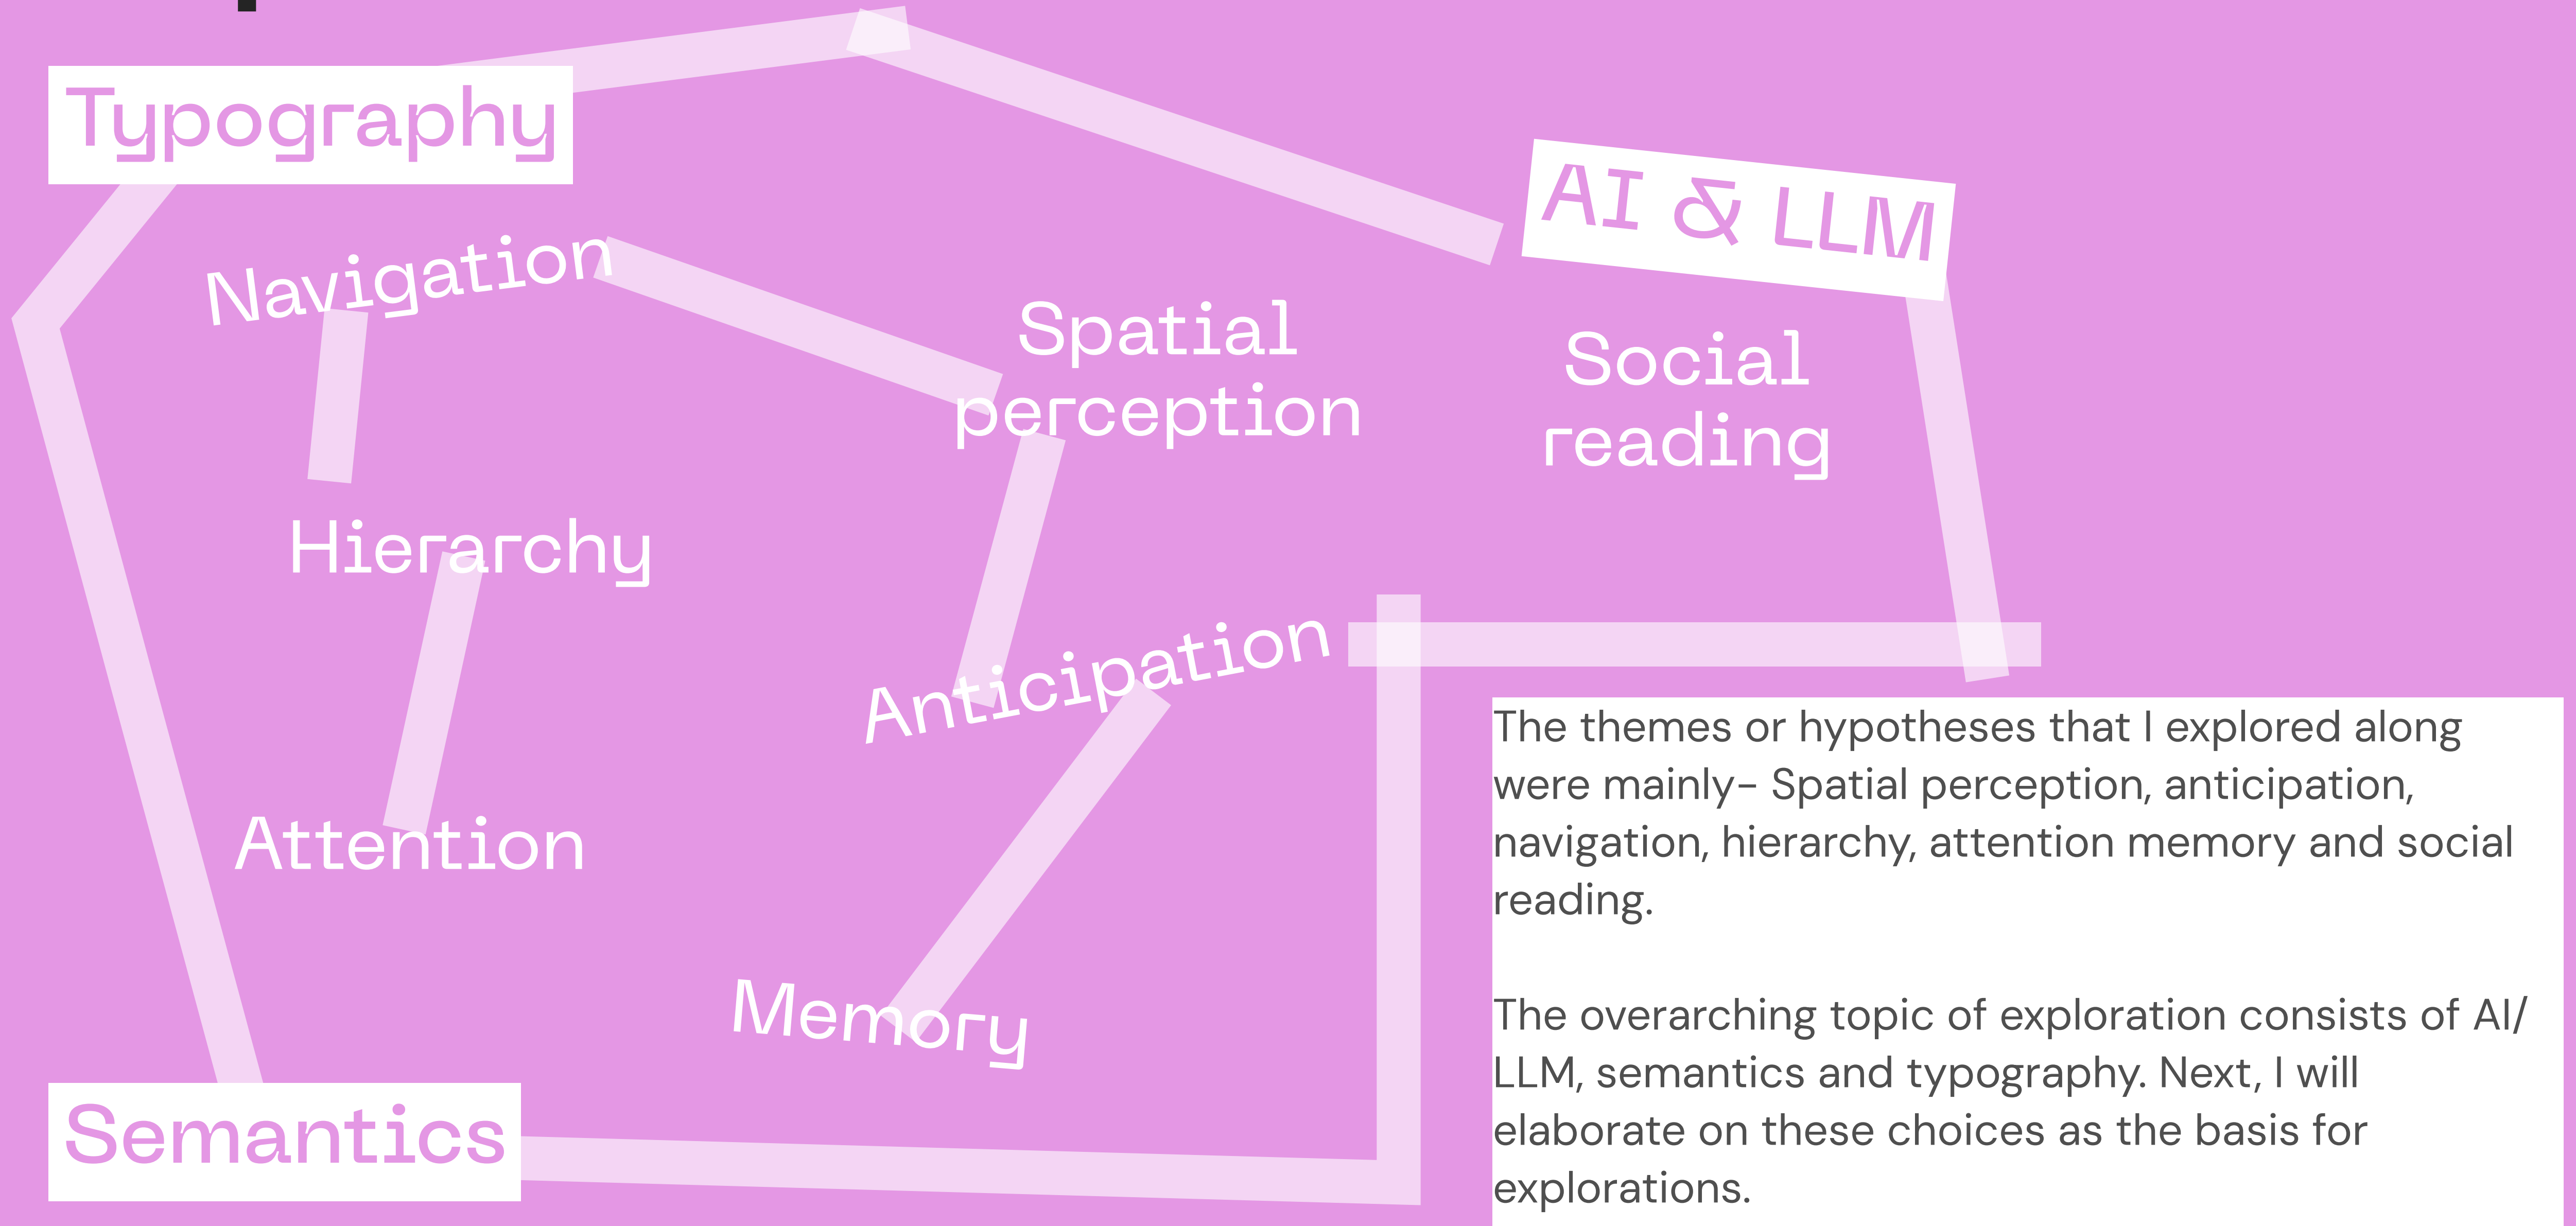 Typography
AI & LLM
Navigation
Spatial
perception
Social
reading
Hierarchy
Anticipation
Attention
Memory
Semantics
The themes or hypotheses that I explored along
were mainly- Spatial perception, anticipation,
navigation, hierarchy, attention memory and social
reading.
The overarching topic of exploration consists of AI/
LLM, semantics and typography. Next, I will
elaborate on these choices as the basis for
explorations.